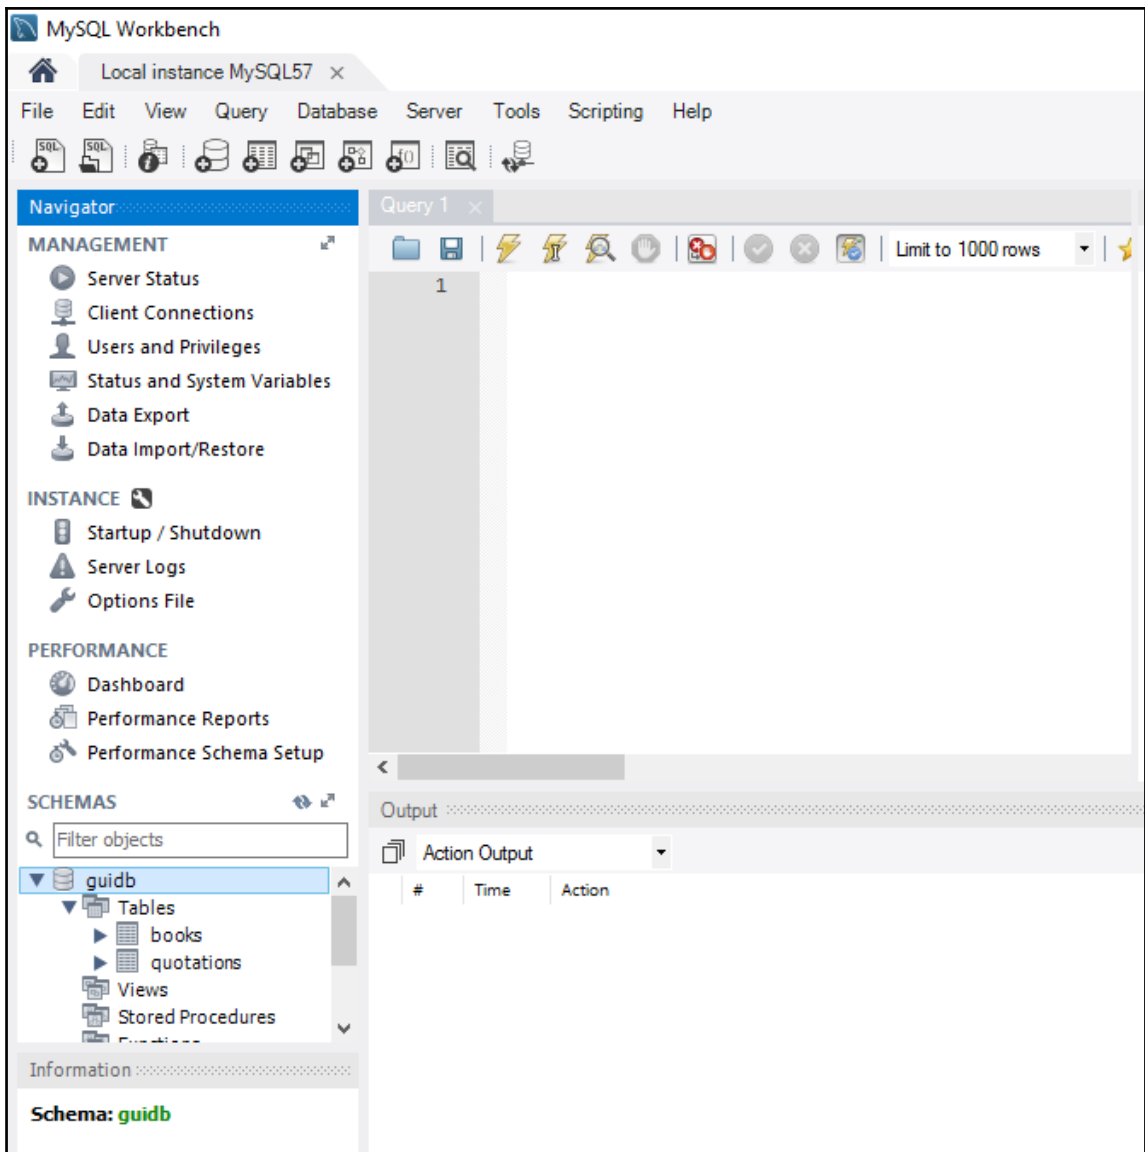 MySQL Workbench
Local instance MySQL57 ×
File Edit View Query Database Server Tools Scripting Help
SQL SQL
Navigator
MANAGEMENT
Server Status
Client Connections
Users and Privileges
Status and System Variables
Data Export
Data Import/Restore
INSTANCE
Startup / Shutdown
Server Logs
Options File
PERFORMANCE
Dashboard
Performance Reports
Performance Schema Setup
SCHEMAS
Filter objects
guidb
Tables
books
quotations
Views
Stored Procedures
Functions
Information
Schema: guidb
Query 1 ×
Limit to 1000 rows
1
Output
Action Output
# Time Action